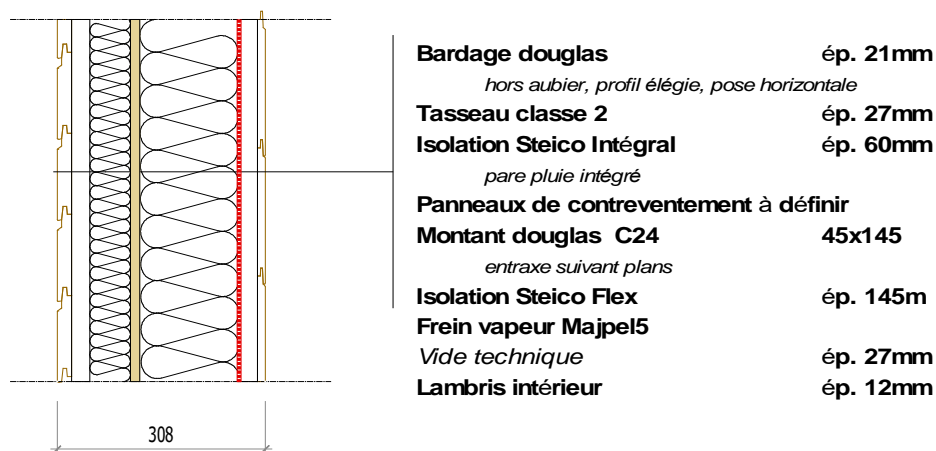 Bardage douglas ép. 21mm
hors aubier, profil élégie, pose horizontale
Tasseau classe 2 ép. 27mm
Isolation Steico Intégral ép. 60mm
pare pluie intégré
Panneaux de contreventement à définir
Montant douglas C24 45x145
entraxe suivant plans
Isolation Steico Flex ép. 145m
Frein vapeur Majpel5
Vide technique ép. 27mm
Lambris intérieur ép. 12mm
308